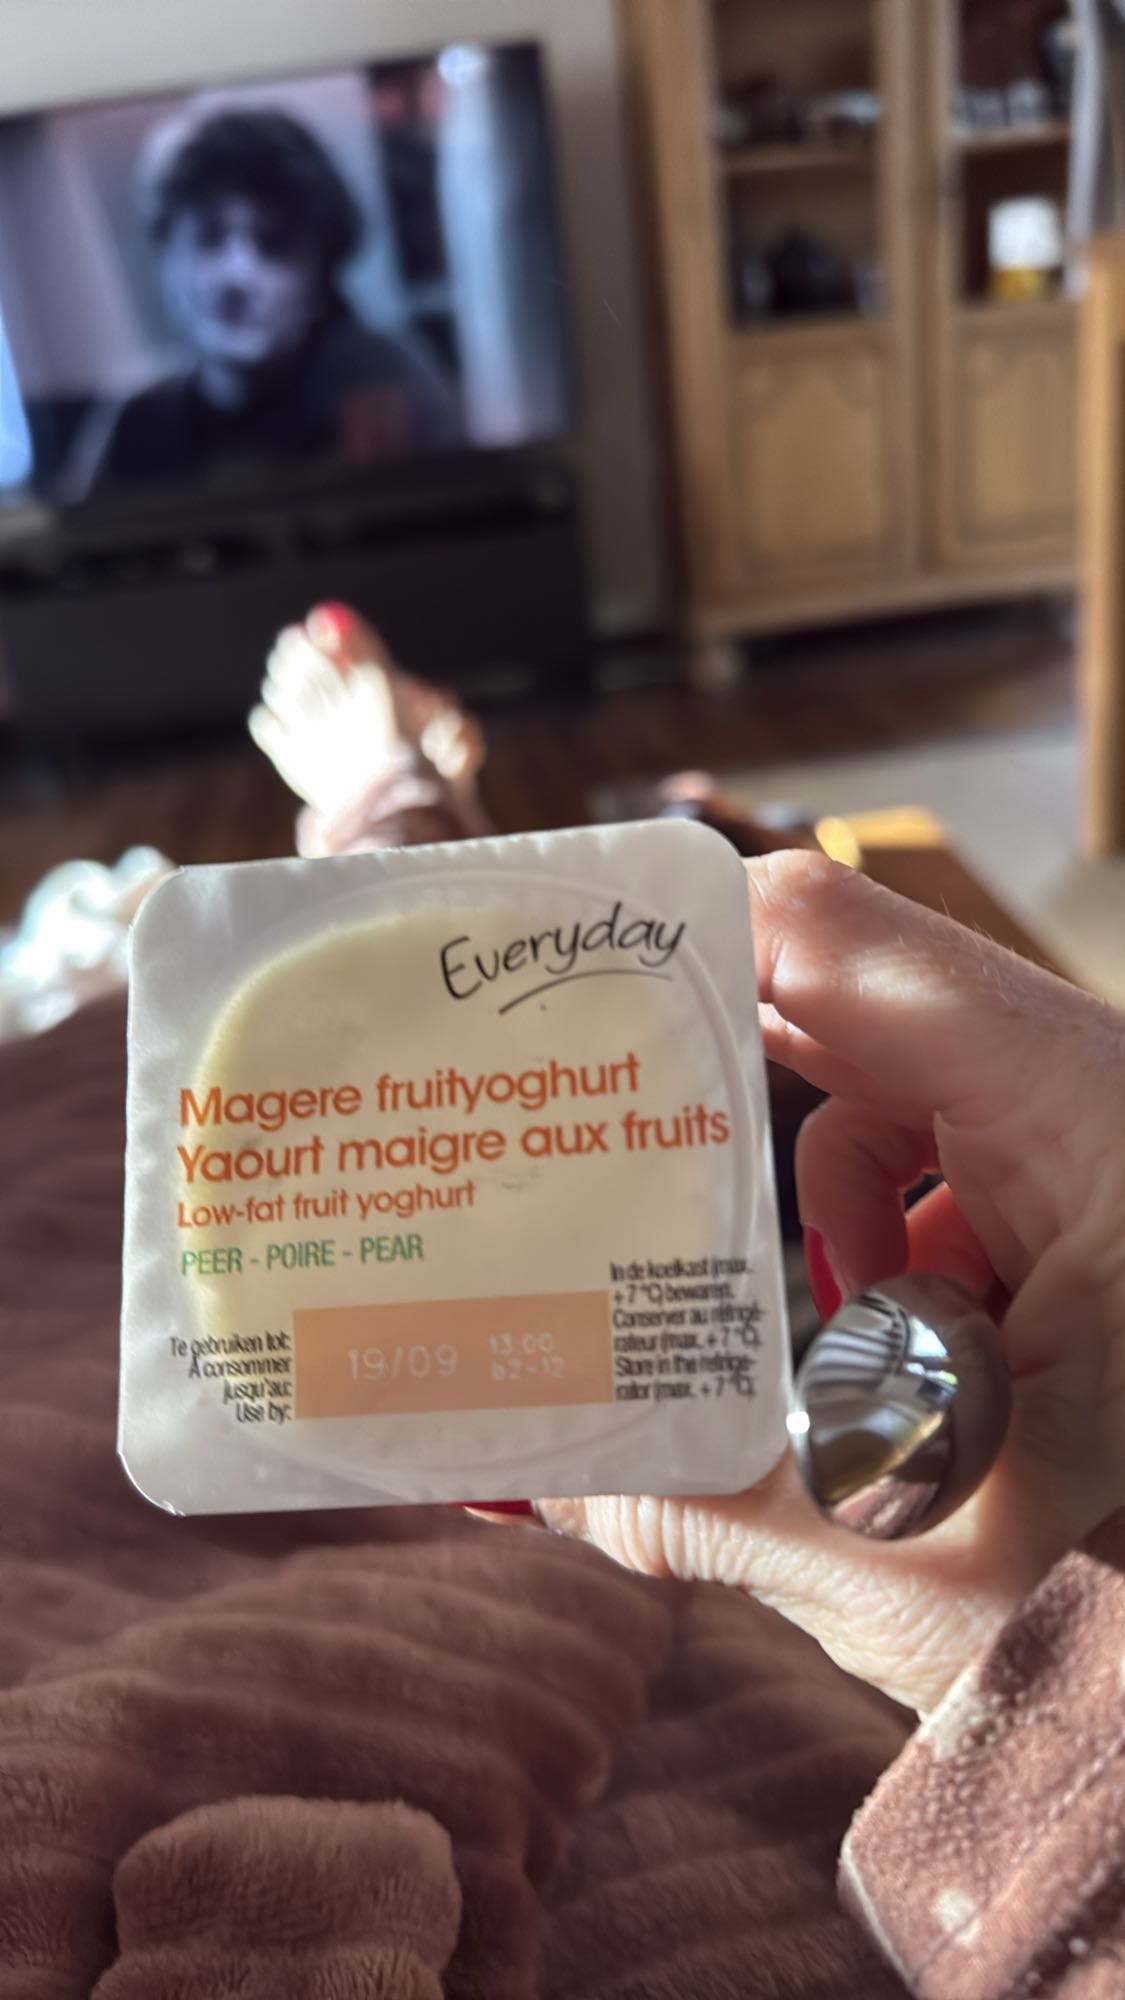 Everyday
Magere fruityoghurt
Yaourt maigre aux fruits
Low-fat fruit yoghurt
PEER - POIRE - PEAR
Te gebruiken tot:
À consommer
jusqu'au:
Use by:
19/09
13:00
b2-12
In de koelkast (max.
+7 °C) bewaren.
Conserver au réfrigé-
rateur (max. +7 °C).
Store in the refrige-
rator (max. +7 °C).